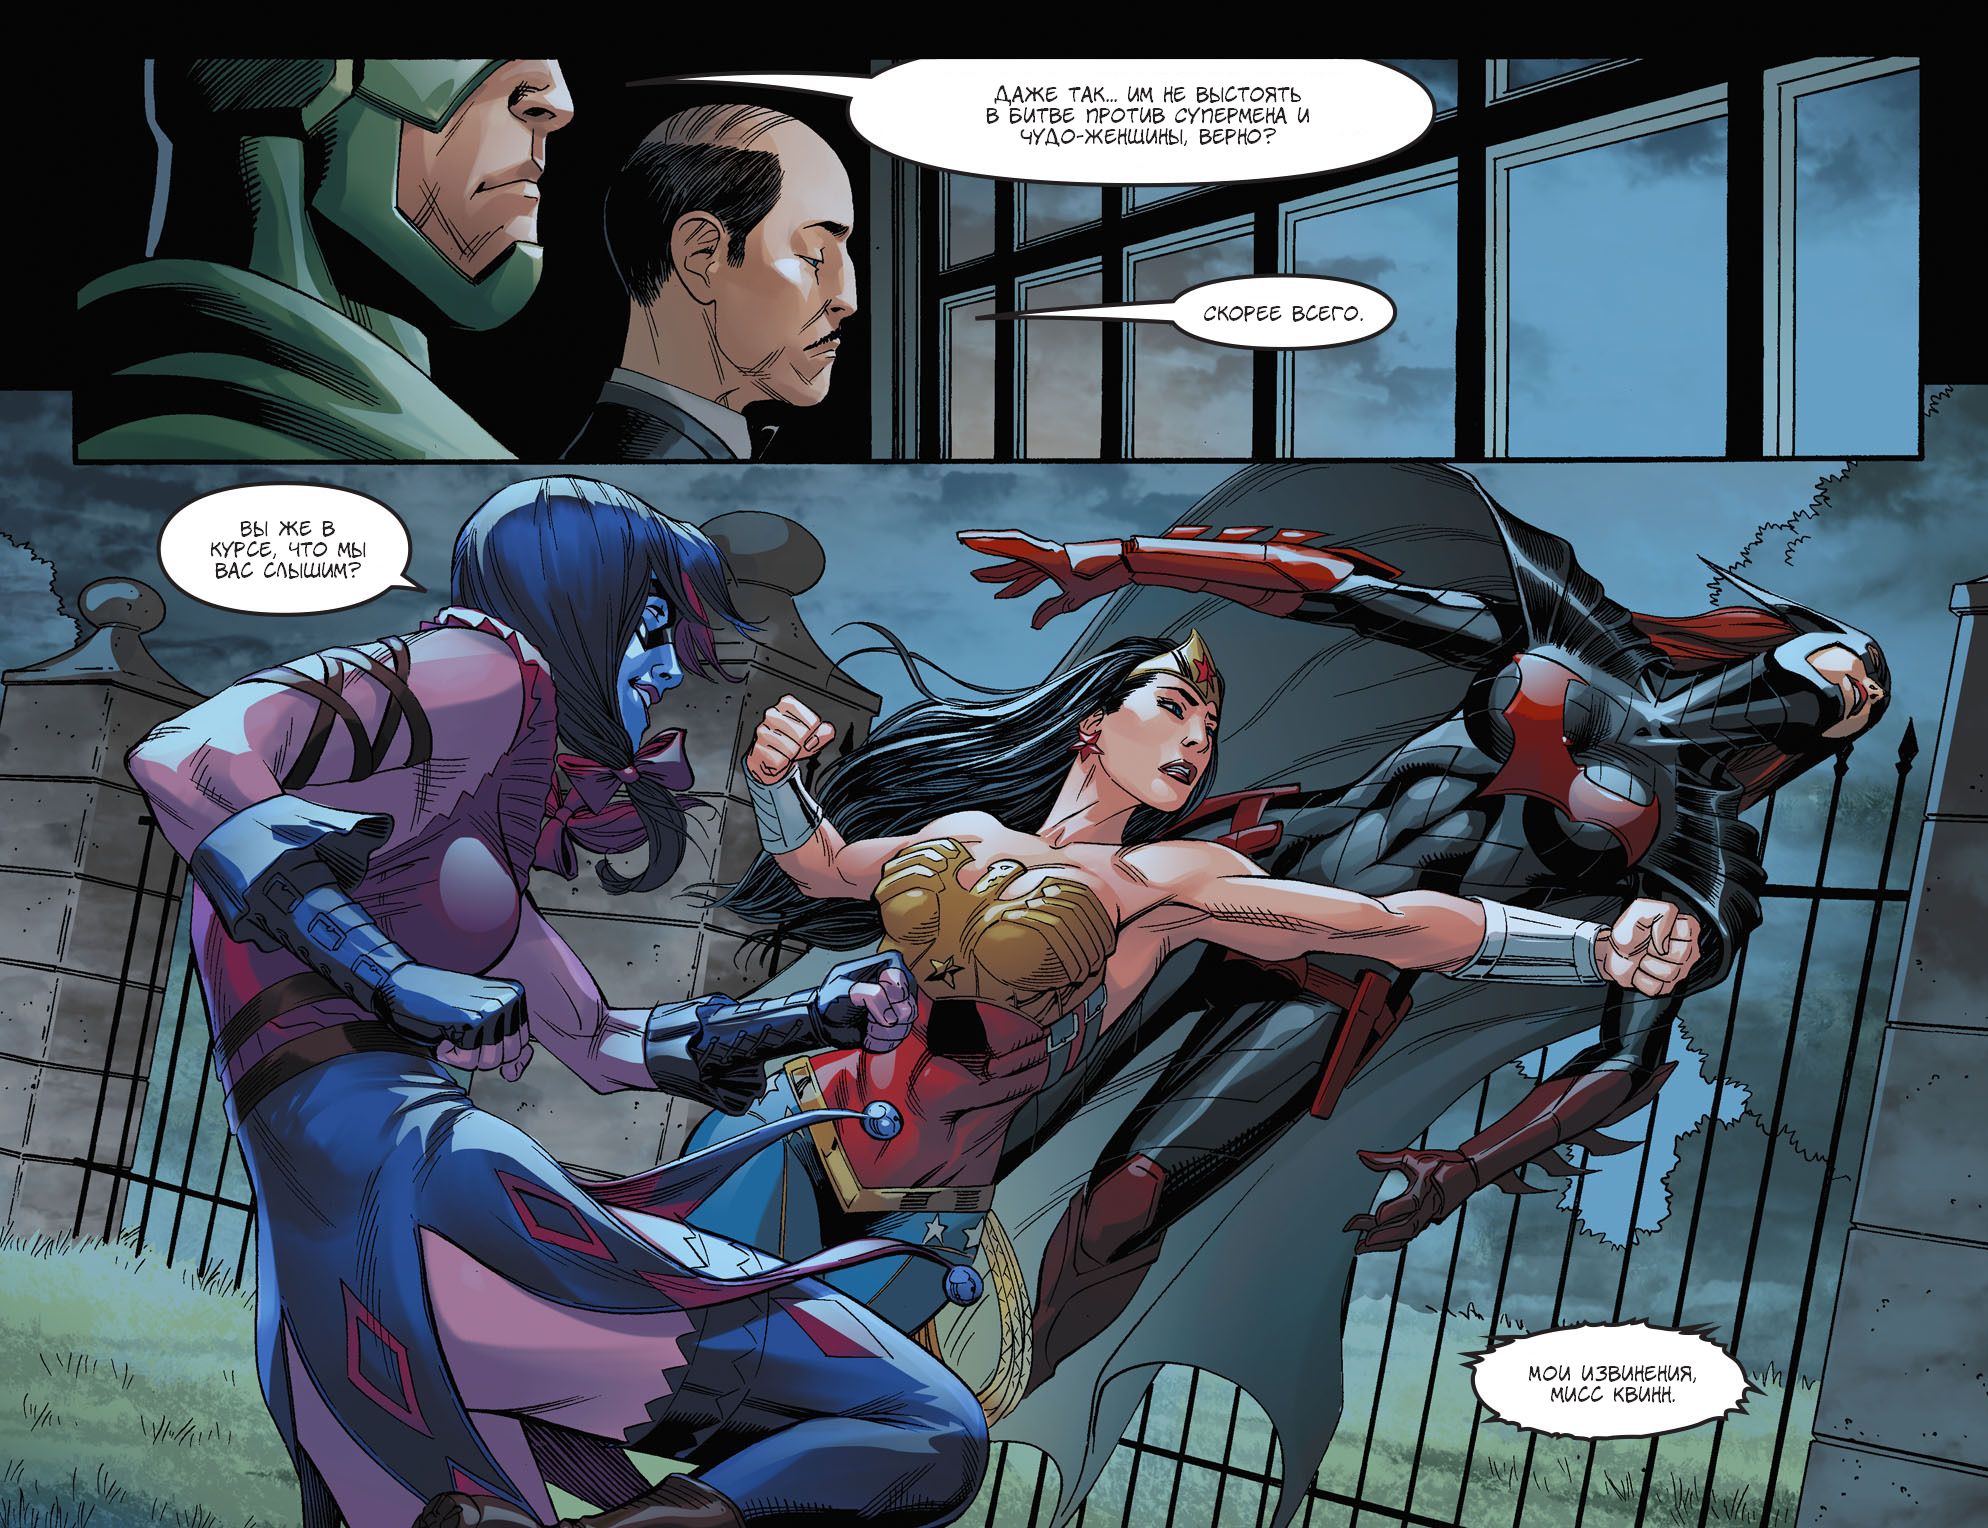 ДАЖЕ ТАК... ИМ НЕ ВЫСТОЯТЬ
В БИТВЕ ПРОТИВ СУПЕРМЕНА И
ЧУДО-ЖЕНЩИНЫ, ВЕРНО?
СКОРЕЕ ВСЕГО.
ВЫ ЖЕ В
КУРСЕ, ЧТО МЫ
ВАС СЛЫШИМ?
МОИ ИЗВИНЕНИЯ,
МИСС КВИНН.